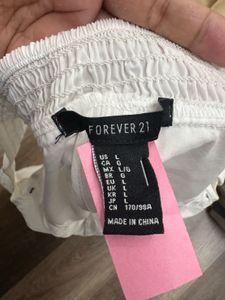 FOREVER 21
US L
CA G
MX L/G
BR G
EU L
UK L
KR L
JP L
CN 170/98A
MADE IN CHINA